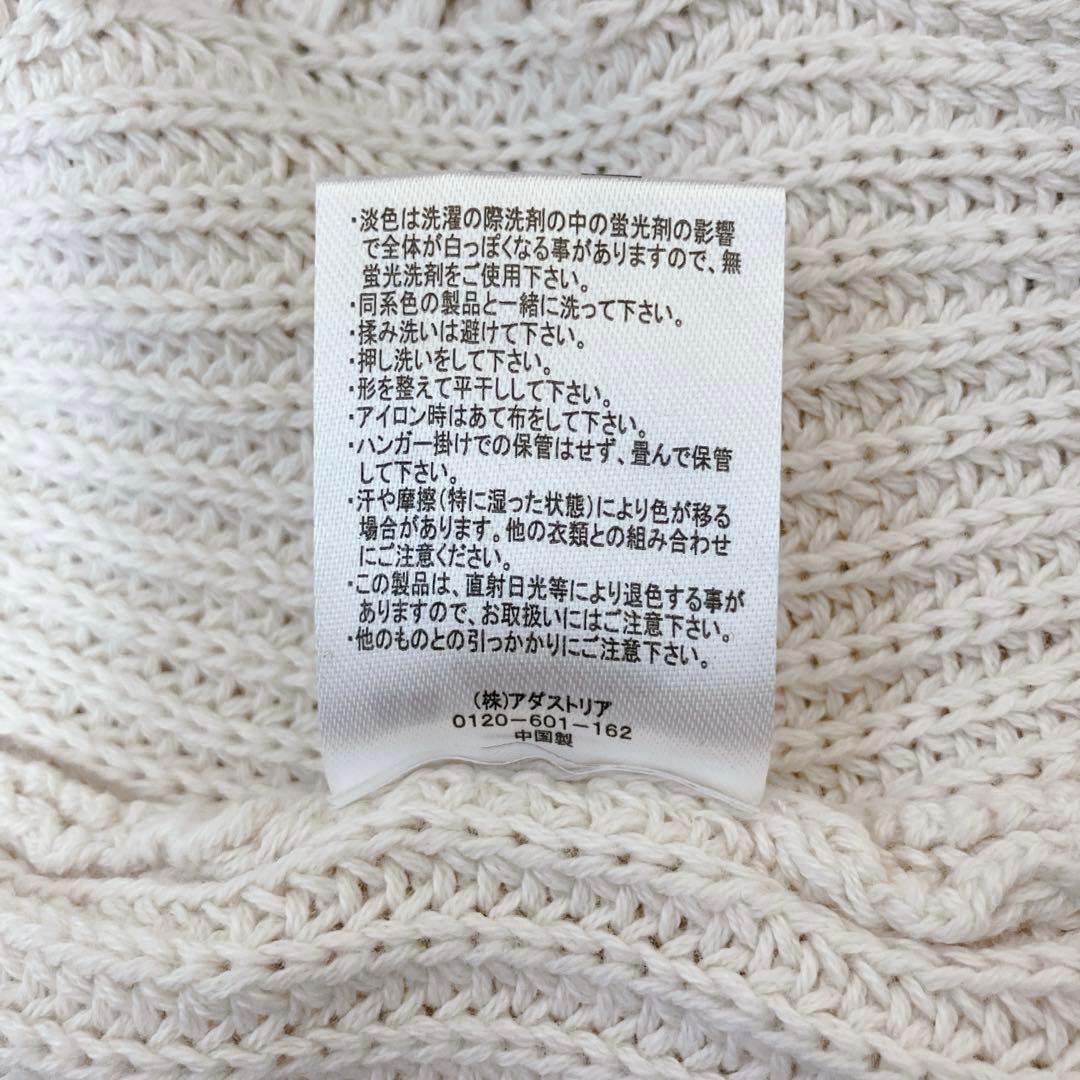 ・淡色は洗濯の際洗剤の中の蛍光剤の影響
で全体が白っぽくなる事がありますので、無
蛍光洗剤をご使用下さい。
・同系色の製品と一緒に洗って下さい。
・揉み洗いは避けて下さい。
・押し洗いをして下さい。
・形を整えて平干しして下さい。
・アイロン時はあて布をして下さい。
・ハンガー掛けでの保管はせず、畳んで保管
して下さい。
・汗や摩擦(特に湿った状態)により色が移る
場合があります。他の衣類との組み合わせ
にご注意ください。
・この製品は、直射日光等により退色する事が
ありますので、お取扱いにはご注意下さい。
・他のものとの引っかかりにご注意下さい。
(株)アダストリア
0120-601-162
中国製